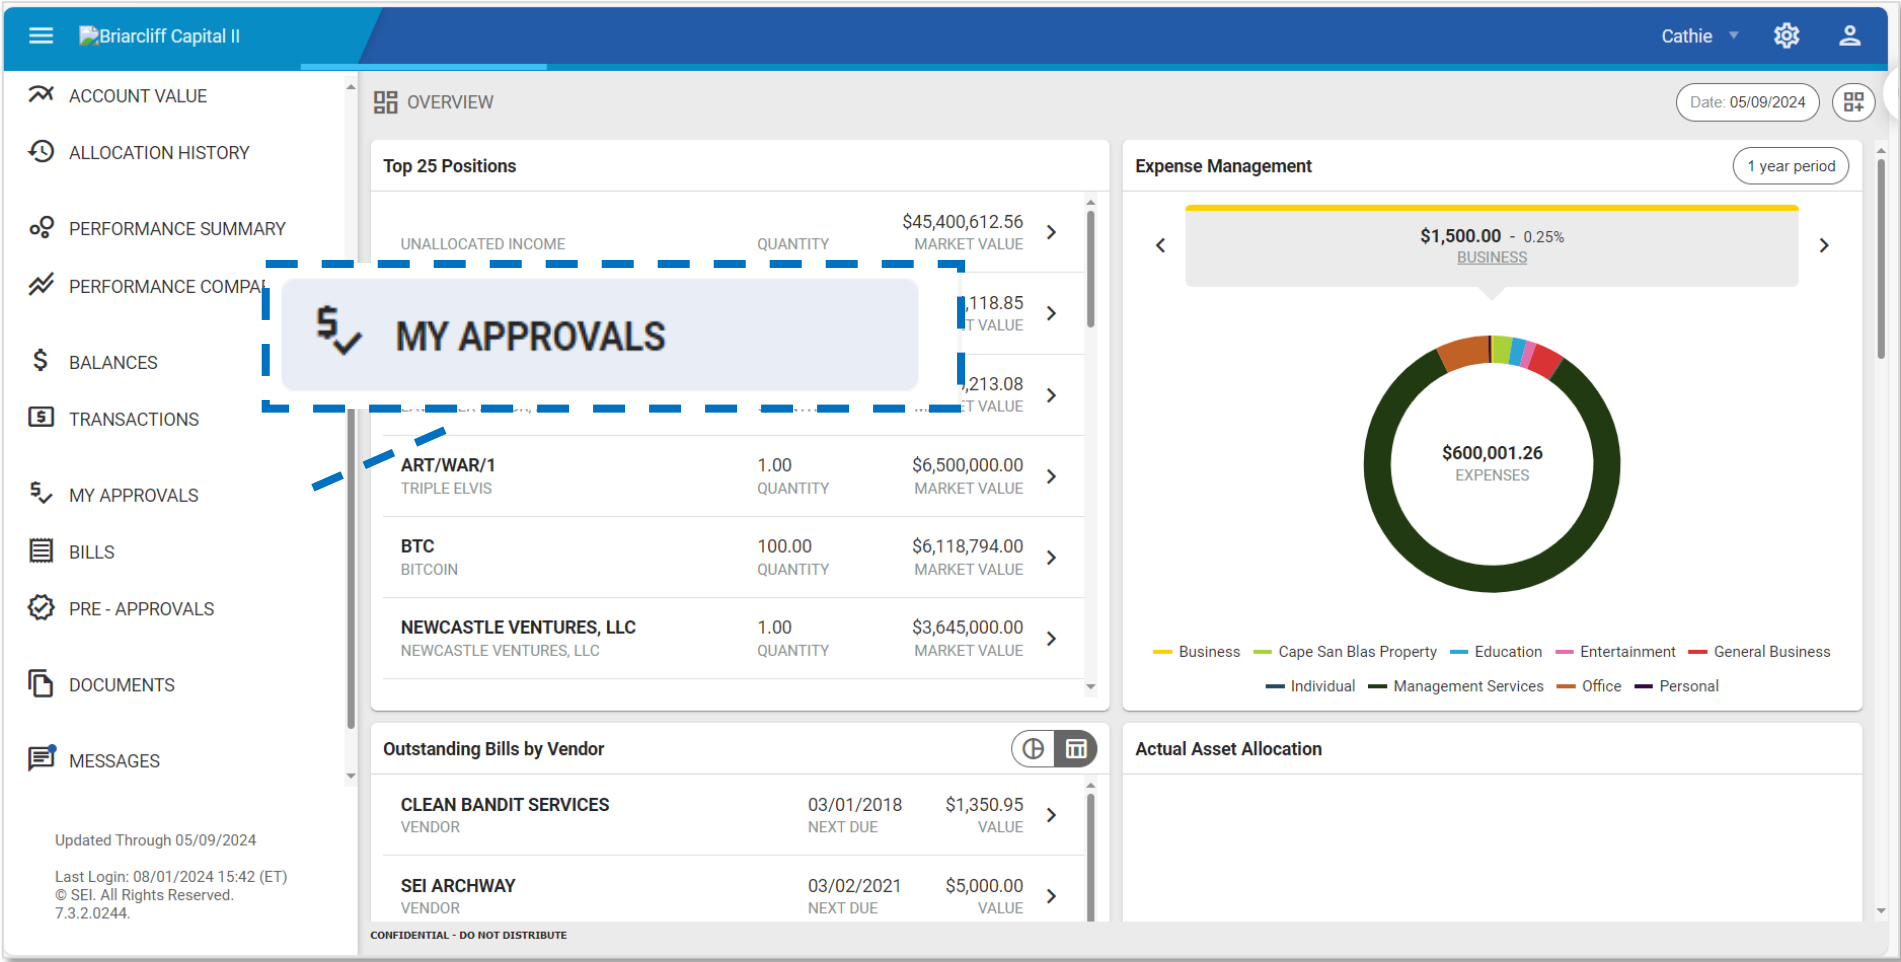 Briarcliff Capital II
Cathie
ACCOUNT VALUE
ALLOCATION HISTORY
PERFORMANCE SUMMARY
PERFORMANCE COMPA
BALANCES
TRANSACTIONS
MY APPROVALS
BILLS
PRE - APPROVALS
DOCUMENTS
MESSAGES
Updated Through 05/09/2024
Last Login: 08/01/2024 15:42 (ET)
© SEI. All Rights Reserved.
7.3.2.0244.
OVERVIEW
Date: 05/09/2024
Top 25 Positions
$45,400,612.56
UNALLOCATED INCOME QUANTITY MARKET VALUE
,118.85
T VALUE
MY APPROVALS
,213.08
ET VALUE
ART/WAR/1 1.00 $6,500,000.00
TRIPLE ELVIS QUANTITY MARKET VALUE
BTC 100.00 $6,118,794.00
BITCOIN QUANTITY MARKET VALUE
NEWCASTLE VENTURES, LLC 1.00 $3,645,000.00
NEWCASTLE VENTURES, LLC QUANTITY MARKET VALUE
Expense Management
1 year period
$1,500.00 - 0.25%
BUSINESS
$600,001.26
EXPENSES
Business Cape San Blas Property Education Entertainment General Business
Individual Management Services Office Personal
Outstanding Bills by Vendor
CLEAN BANDIT SERVICES 03/01/2018 $1,350.95
VENDOR NEXT DUE VALUE
SEI ARCHWAY 03/02/2021 $5,000.00
VENDOR NEXT DUE VALUE
Actual Asset Allocation
CONFIDENTIAL - DO NOT DISTRIBUTE